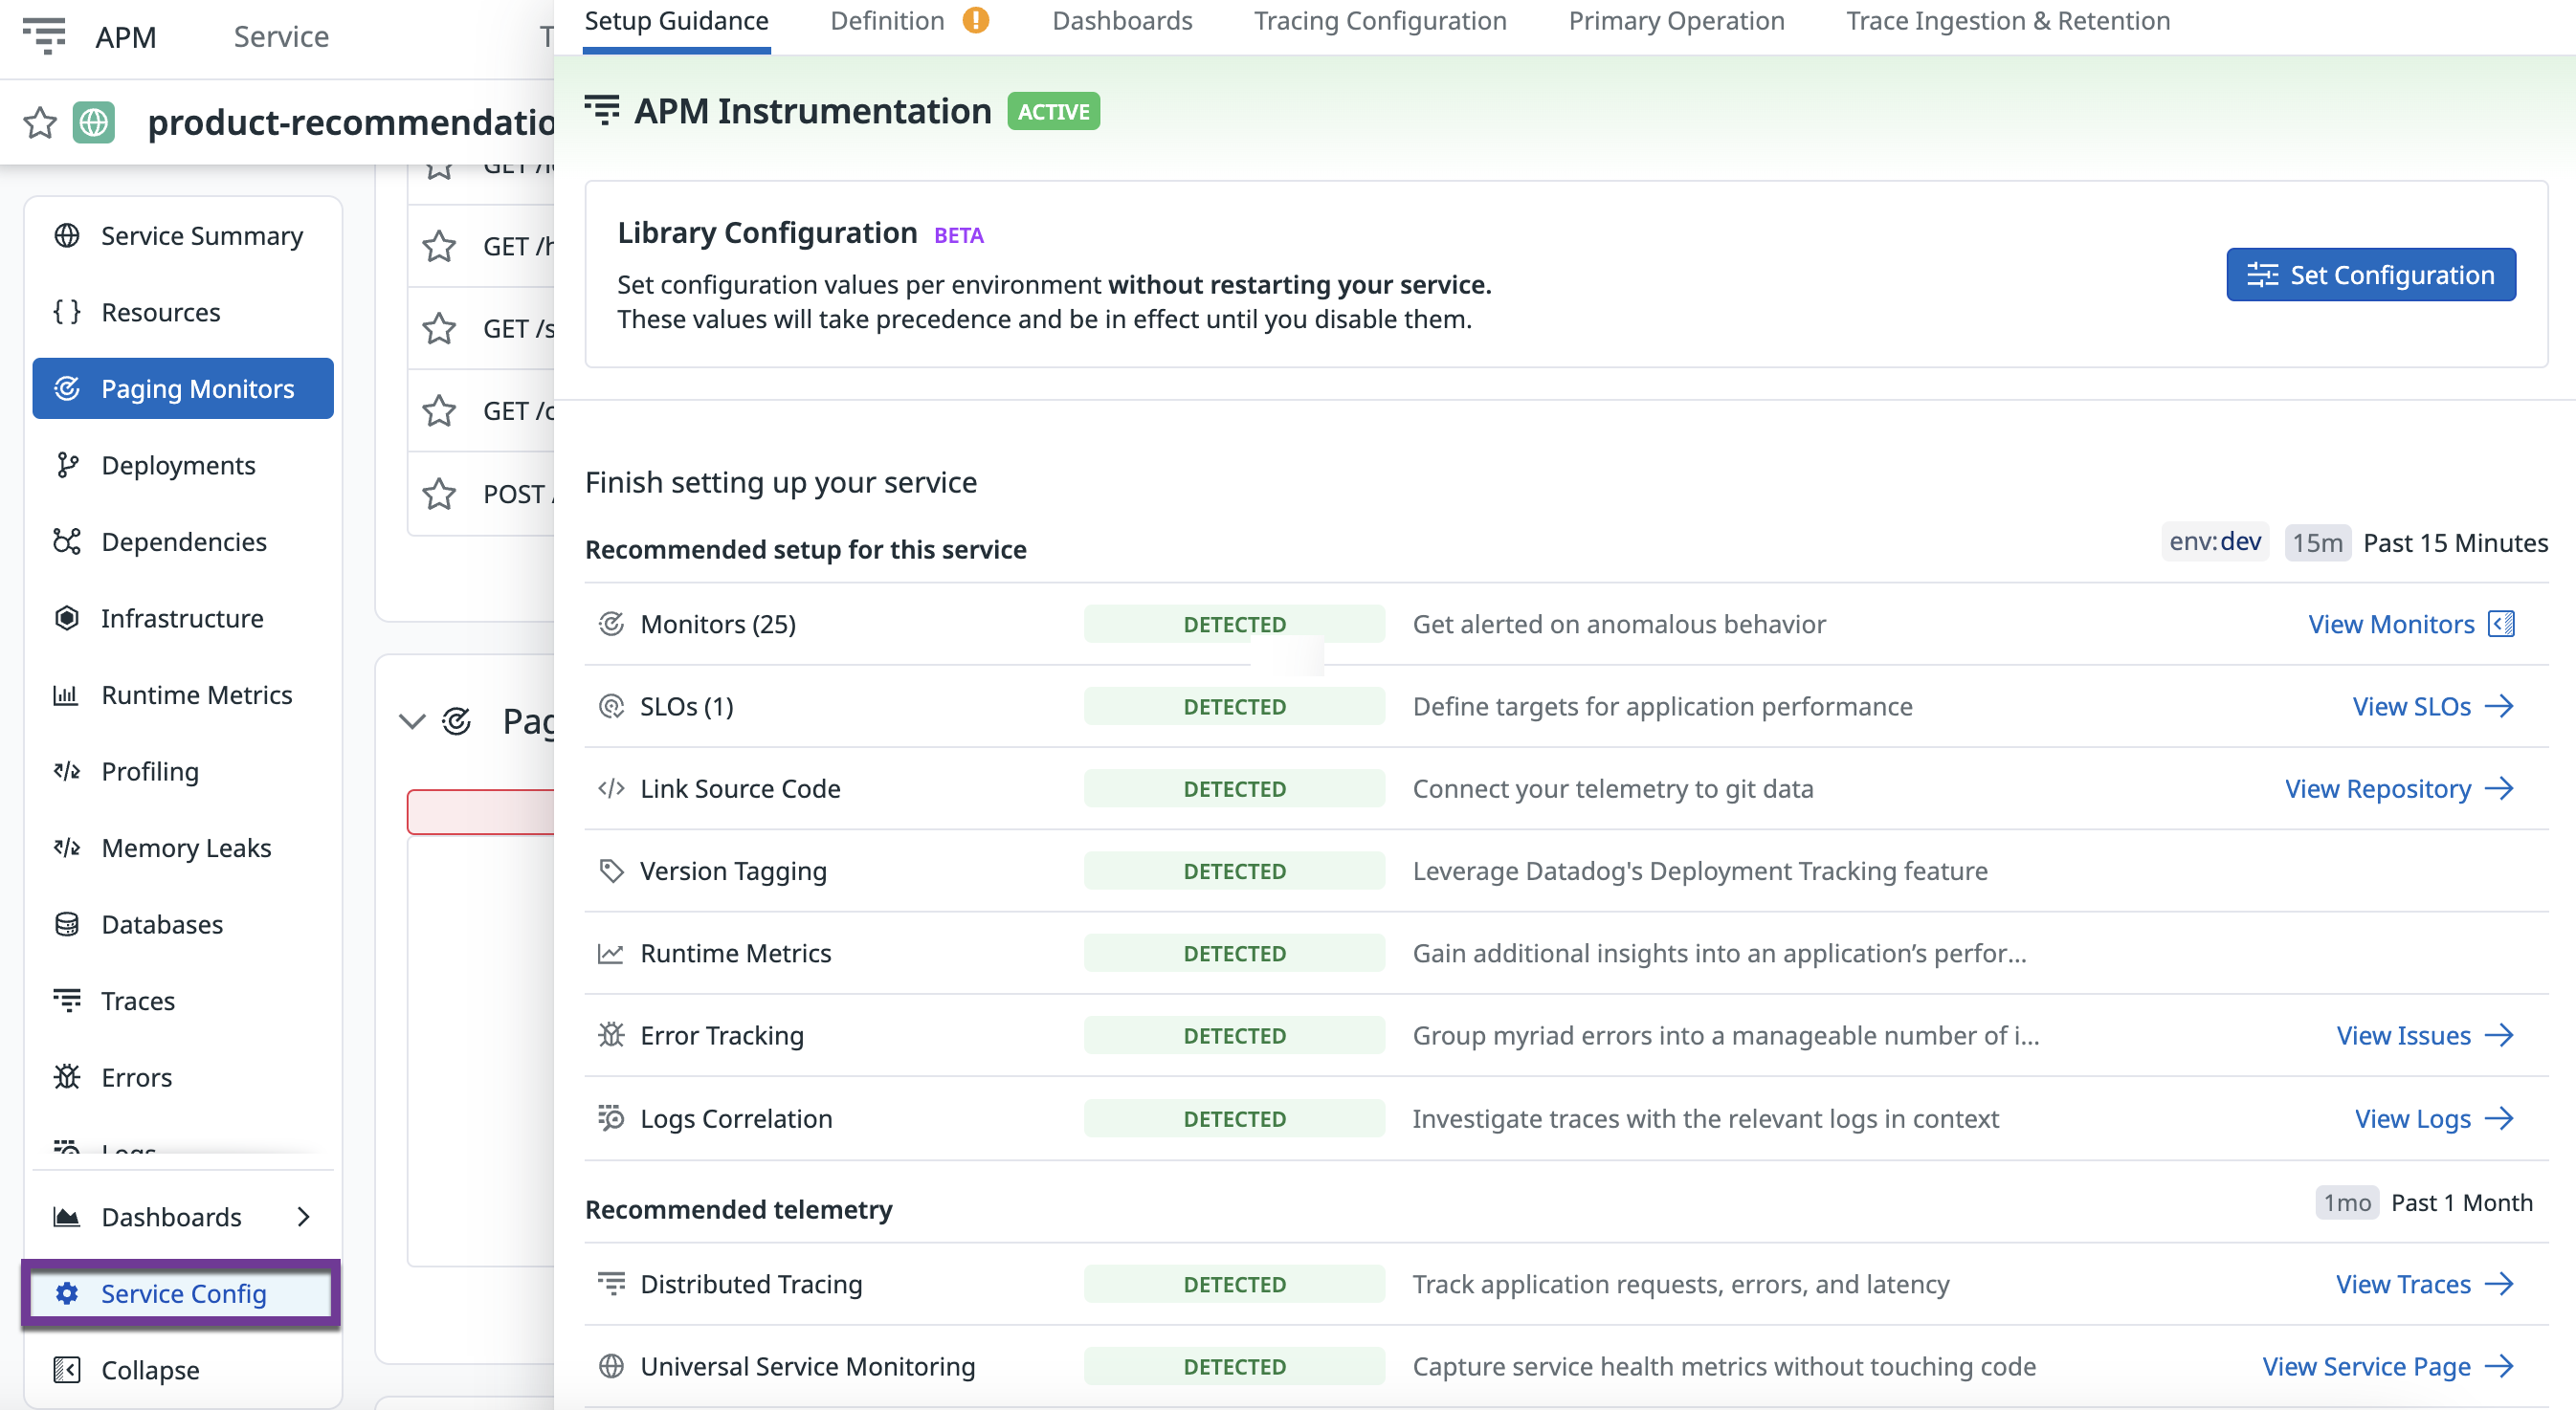 APM
Service
product-recommendatio
GET /h
GET /s
GET /c
POST /
Service Summary
Resources
Paging Monitors
Deployments
Dependencies
Infrastructure
Runtime Metrics
Profiling
Memory Leaks
Databases
Traces
Errors
Logs
Dashboards
Service Config
Collapse
Pag
Setup Guidance
Definition
Dashboards
Tracing Configuration
Primary Operation
Trace Ingestion & Retention
APM Instrumentation ACTIVE
Library Configuration BETA
Set configuration values per environment without restarting your service.
These values will take precedence and be in effect until you disable them.
Set Configuration
Finish setting up your service
Recommended setup for this service env:dev 15m Past 15 Minutes
Monitors (25) DETECTED Get alerted on anomalous behavior View Monitors
SLOs (1) DETECTED Define targets for application performance View SLOs
Link Source Code DETECTED Connect your telemetry to git data View Repository
Version Tagging DETECTED Leverage Datadog's Deployment Tracking feature
Runtime Metrics DETECTED Gain additional insights into an application’s perfor...
Error Tracking DETECTED Group myriad errors into a manageable number of i... View Issues
Logs Correlation DETECTED Investigate traces with the relevant logs in context View Logs
Recommended telemetry 1mo Past 1 Month
Distributed Tracing DETECTED Track application requests, errors, and latency View Traces
Universal Service Monitoring DETECTED Capture service health metrics without touching code View Service Page